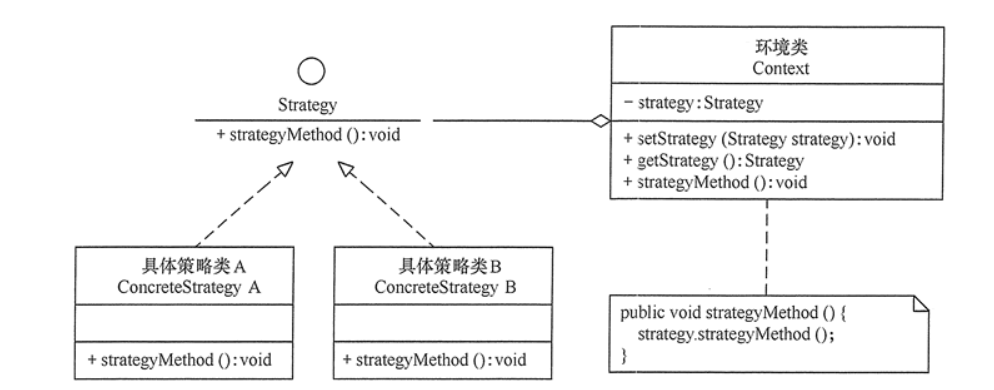 Strategy
+ strategyMethod ( ): void
环境类
Context
− strategy: Strategy
+ setStrategy (Strategy strategy): void
+ getStrategy ( ): Strategy
+ strategyMethod ( ): void
具体策略类A
ConcreteStrategy A
+ strategyMethod ( ): void
具体策略类B
ConcreteStrategy B
+ strategyMethod ( ): void
public void strategyMethod ( ) {
strategy.strategyMethod ( );
}